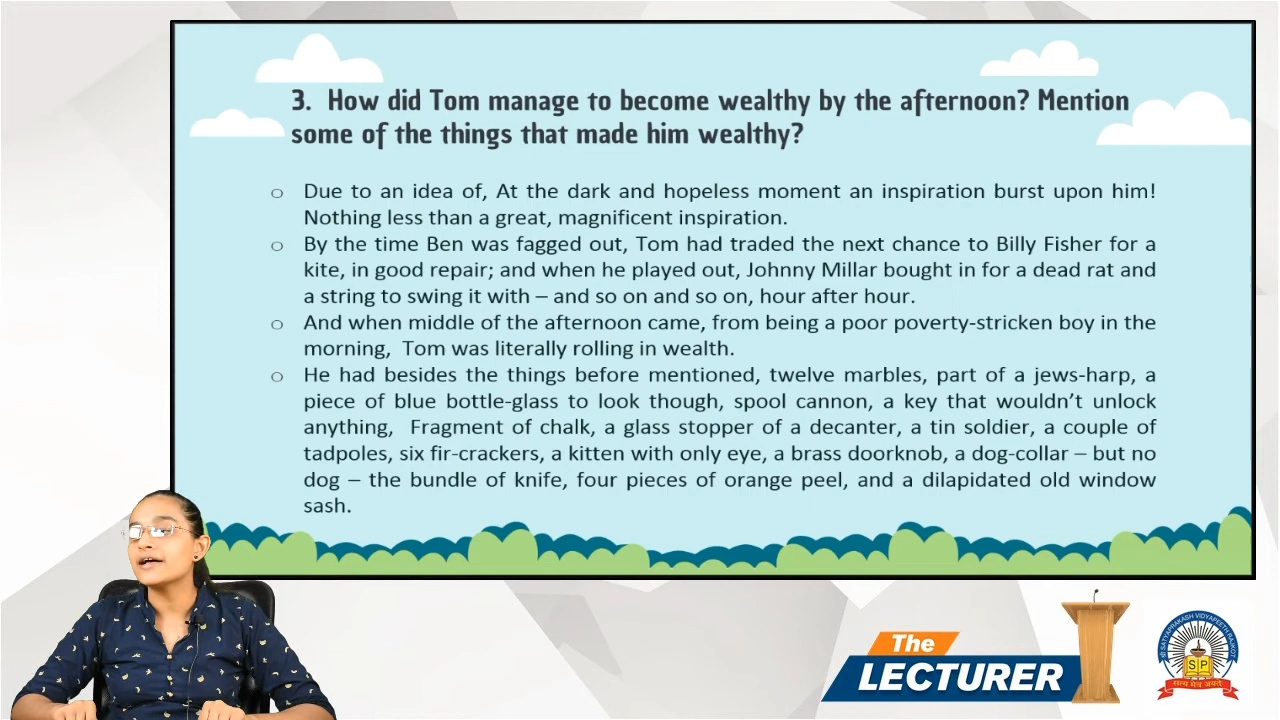 3. How did Tom manage to become wealthy by the afternoon? Mention
some of the things that made him wealthy?
o Due to an idea of, At the dark and hopeless moment an inspiration burst upon him!
Nothing less than a great, magnificent inspiration.
o By the time Ben was fagged out, Tom had traded the next chance to Billy Fisher for a
kite, in good repair; and when he played out, Johnny Millar bought in for a dead rat and
a string to swing it with – and so on and so on, hour after hour.
o And when middle of the afternoon came, from being a poor poverty-stricken boy in the
morning, Tom was literally rolling in wealth.
o He had besides the things before mentioned, twelve marbles, part of a jews-harp, a
piece of blue bottle-glass to look though, spool cannon, a key that wouldn't unlock
anything, Fragment of chalk, a glass stopper of a decanter, a tin soldier, a couple of
tadpoles, six fir-crackers, a kitten with only eye, a brass doorknob, a dog-collar – but no
dog – the bundle of knife, four pieces of orange peel, and a dilapidated old window
sash.
The
LECTURER
SATYAPRAKASH VIDYAPEETH RAJKOT
SP
सत्य मेव जयते